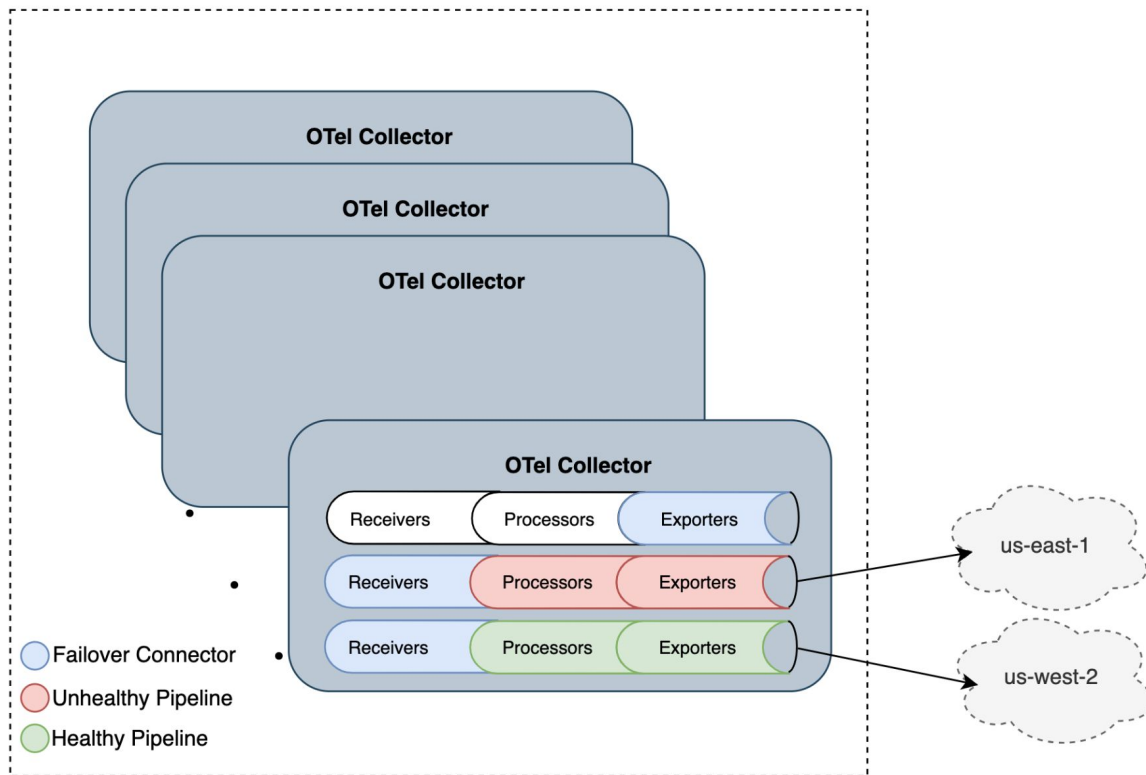 OTel Collector
OTel Collector
OTel Collector
OTel Collector
Receivers Processors Exporters
Receivers Processors Exporters
Receivers Processors Exporters
us-east-1
us-west-2
Failover Connector
Unhealthy Pipeline
Healthy Pipeline